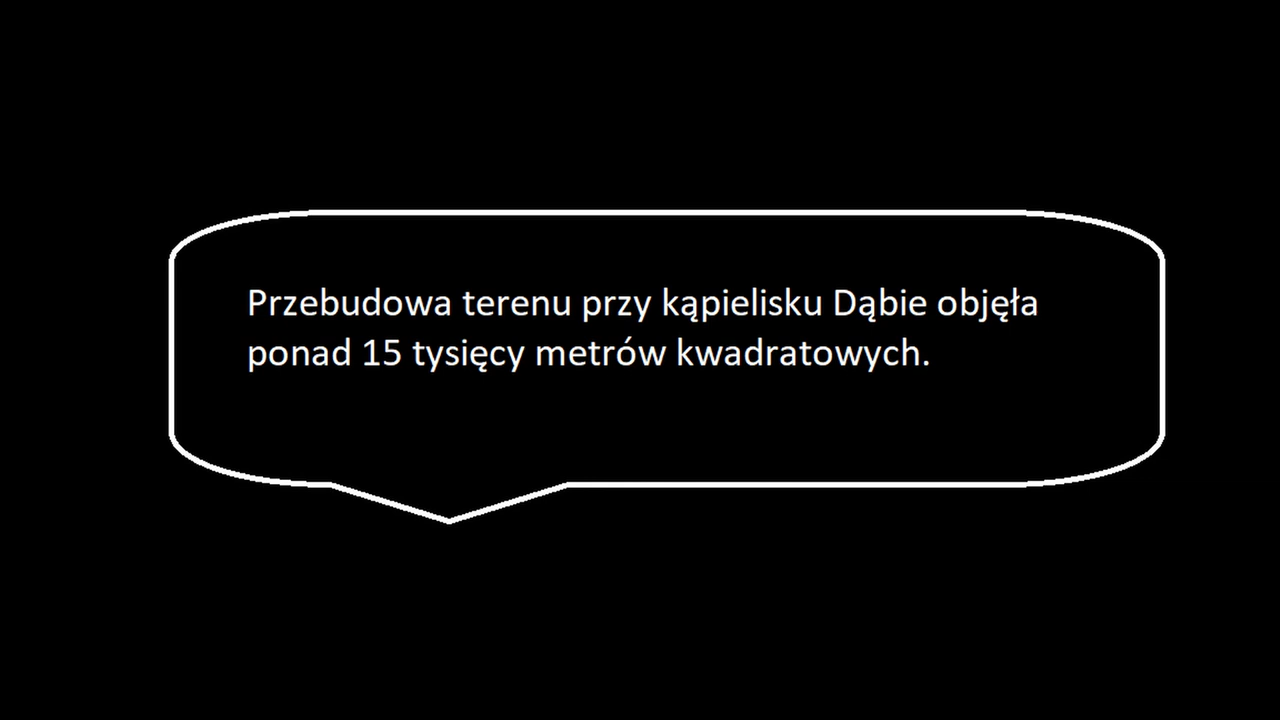 Przebudowa terenu przy kąpielisku Dąbie objęła
ponad 15 tysięcy metrów kwadratowych.